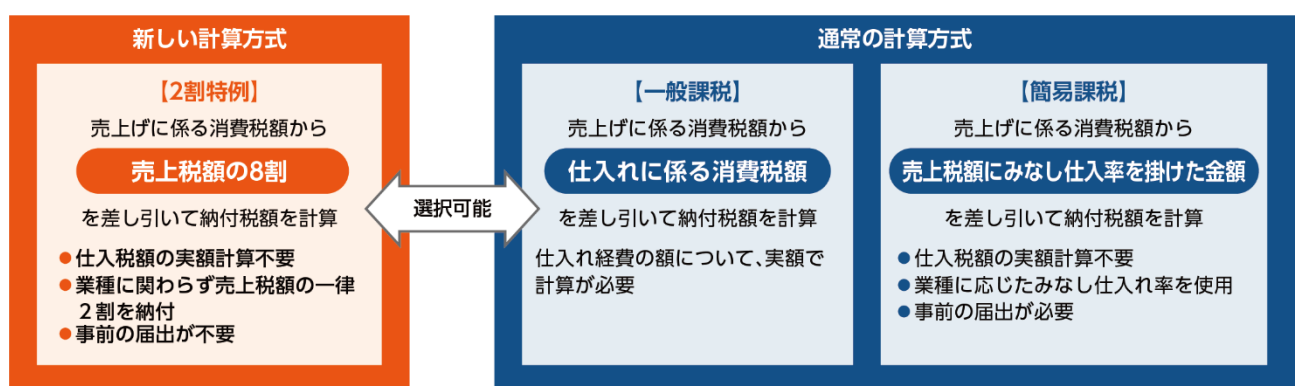 新しい計算方式
【2割特例】
売上げに係る消費税額から
売上税額の8割
を差し引いて納付税額を計算
●仕入税額の実額計算不要
●業種に関わらず売上税額の一律
２割を納付
●事前の届出が不要
選択可能
通常の計算方式
【一般課税】
売上げに係る消費税額から
仕入れに係る消費税額
を差し引いて納付税額を計算
仕入れ経費の額について、実額で
計算が必要
【簡易課税】
売上げに係る消費税額から
売上税額にみなし仕入率を掛けた金額
を差し引いて納付税額を計算
●仕入税額の実額計算不要
●業種に応じたみなし仕入れ率を使用
●事前の届出が必要